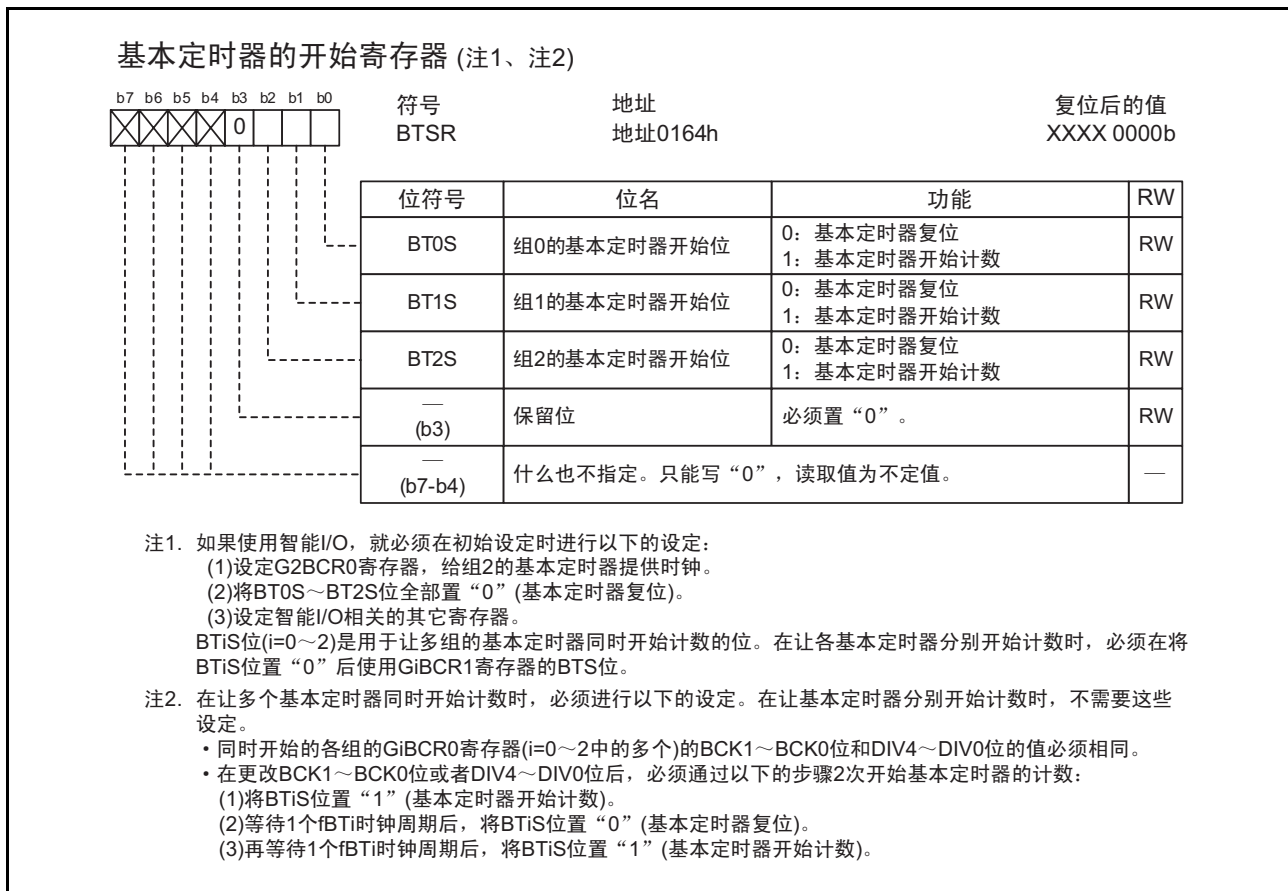 基本定时器的开始寄存器 (注1、注2)
b7 b6 b5 b4 b3 b2 b1 b0
0
符号 地址 复位后的值
BTSR 地址0164h XXXX 0000b
位符号 位名 功能 RW
BT0S 组0的基本定时器开始位 0：基本定时器复位 RW
1：基本定时器开始计数
BT1S 组1的基本定时器开始位 0：基本定时器复位 RW
1：基本定时器开始计数
BT2S 组2的基本定时器开始位 0：基本定时器复位 RW
1：基本定时器开始计数
—
(b3) 保留位 必须置“0”。 RW
—
(b7-b4) 什么也不指定。只能写“0”，读取值为不定值。 —
注1. 如果使用智能I/O，就必须在初始设定时进行以下的设定：
(1)设定G2BCR0寄存器，给组2的基本定时器提供时钟。
(2)将BT0S～BT2S位全部置“0”(基本定时器复位)。
(3)设定智能I/O相关的其它寄存器。
BTiS位(i=0～2)是用于让多组的基本定时器同时开始计数的位。在让各基本定时器分别开始计数时，必须在将
BTiS位置“0”后使用GiBCR1寄存器的BTS位。
注2. 在让多个基本定时器同时开始计数时，必须进行以下的设定。在让基本定时器分别开始计数时，不需要这些
设定。
• 同时开始的各组的GiBCR0寄存器(i=0～2中的多个)的BCK1～BCK0位和DIV4～DIV0位的值必须相同。
• 在更改BCK1～BCK0位或者DIV4～DIV0位后，必须通过以下的步骤2次开始基本定时器的计数：
(1)将BTiS位置“1”(基本定时器开始计数)。
(2)等待1个fBTi时钟周期后，将BTiS位置“0”(基本定时器复位)。
(3)再等待1个fBTi时钟周期后，将BTiS位置“1”(基本定时器开始计数)。